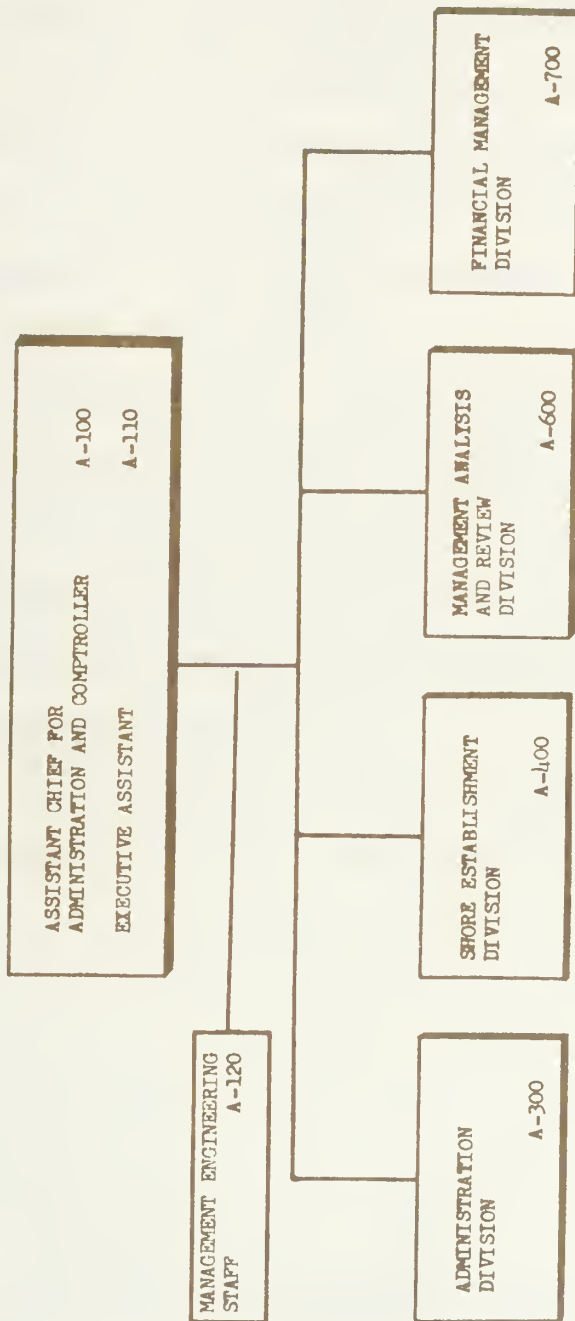 ASSISTANT CHIEF FOR
ADMINISTRATION AND COMPTROLLER A-100
EXECUTIVE ASSISTANT A-110
MANAGEMENT ENGINEERING
STAFF A-120
ADMINISTRATION
DIVISION
A-300
SHORE ESTABLISHMENT
DIVISION
A-400
MANAGEMENT ANALYSIS
AND REVIEW
DIVISION
A-600
FINANCIAL MANAGEMENT
DIVISION
A-700